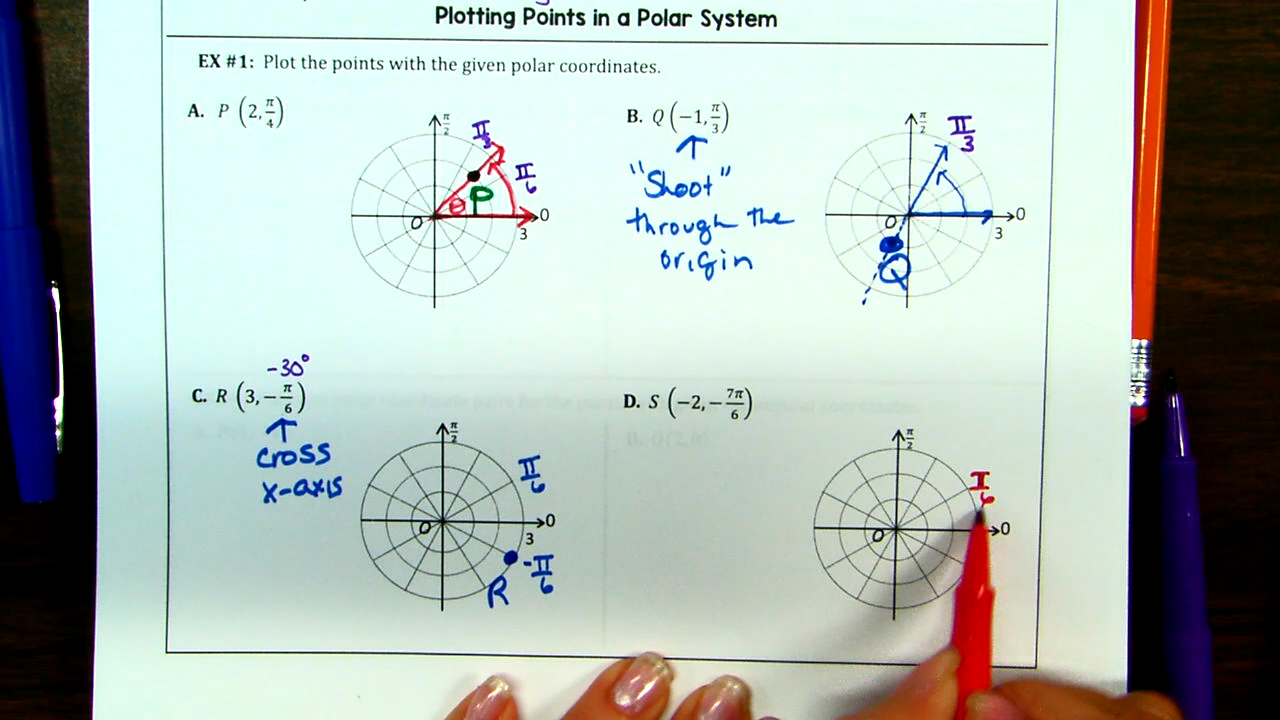 Plotting Points in a Polar System
EX #1: Plot the points with the given polar coordinates.
A. P (2, π/4)
π/2
π/3
π/6
θ P
O
0
3
B. Q (−1, π/3)
"Shoot"
through the
origin
π/2
π/3
O
0
3
Q
-30°
C. R (3, −π/6)
cross
x-axis
π/2
π/6
O
0
3
-π/6
R
D. S (−2, −7π/6)
π/2
π/6
O
0